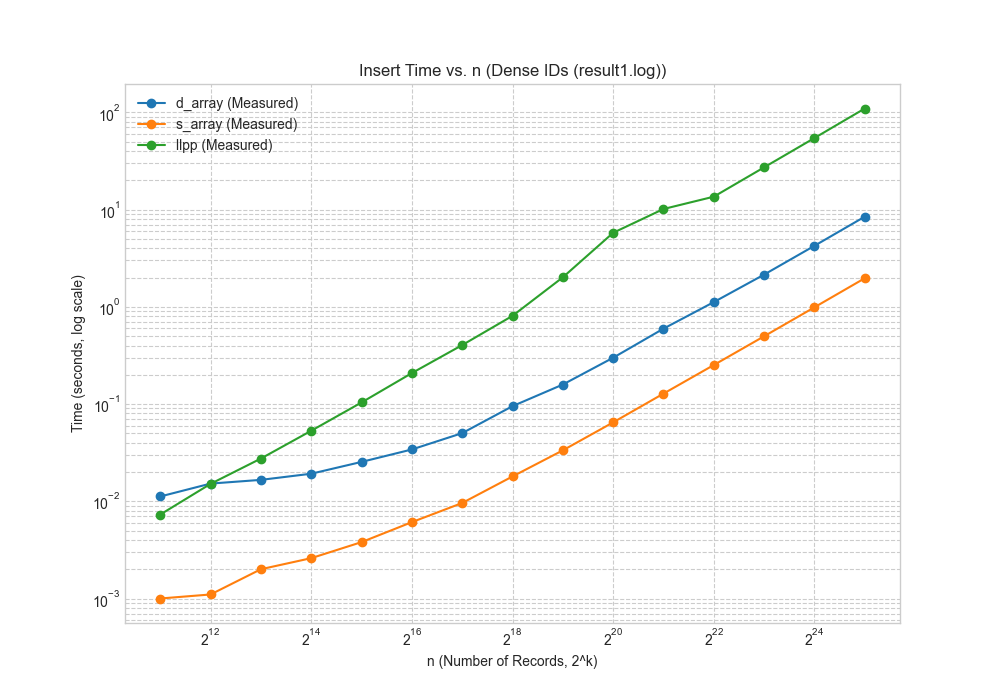 Insert Time vs. n (Dense IDs (result1.log))
d_array (Measured)
s_array (Measured)
llpp (Measured)
Time (seconds, log scale)
10^2
10^1
10^0
10^−1
10^−2
10^−3
2^12 2^14 2^16 2^18 2^20 2^22 2^24
n (Number of Records, 2^k)